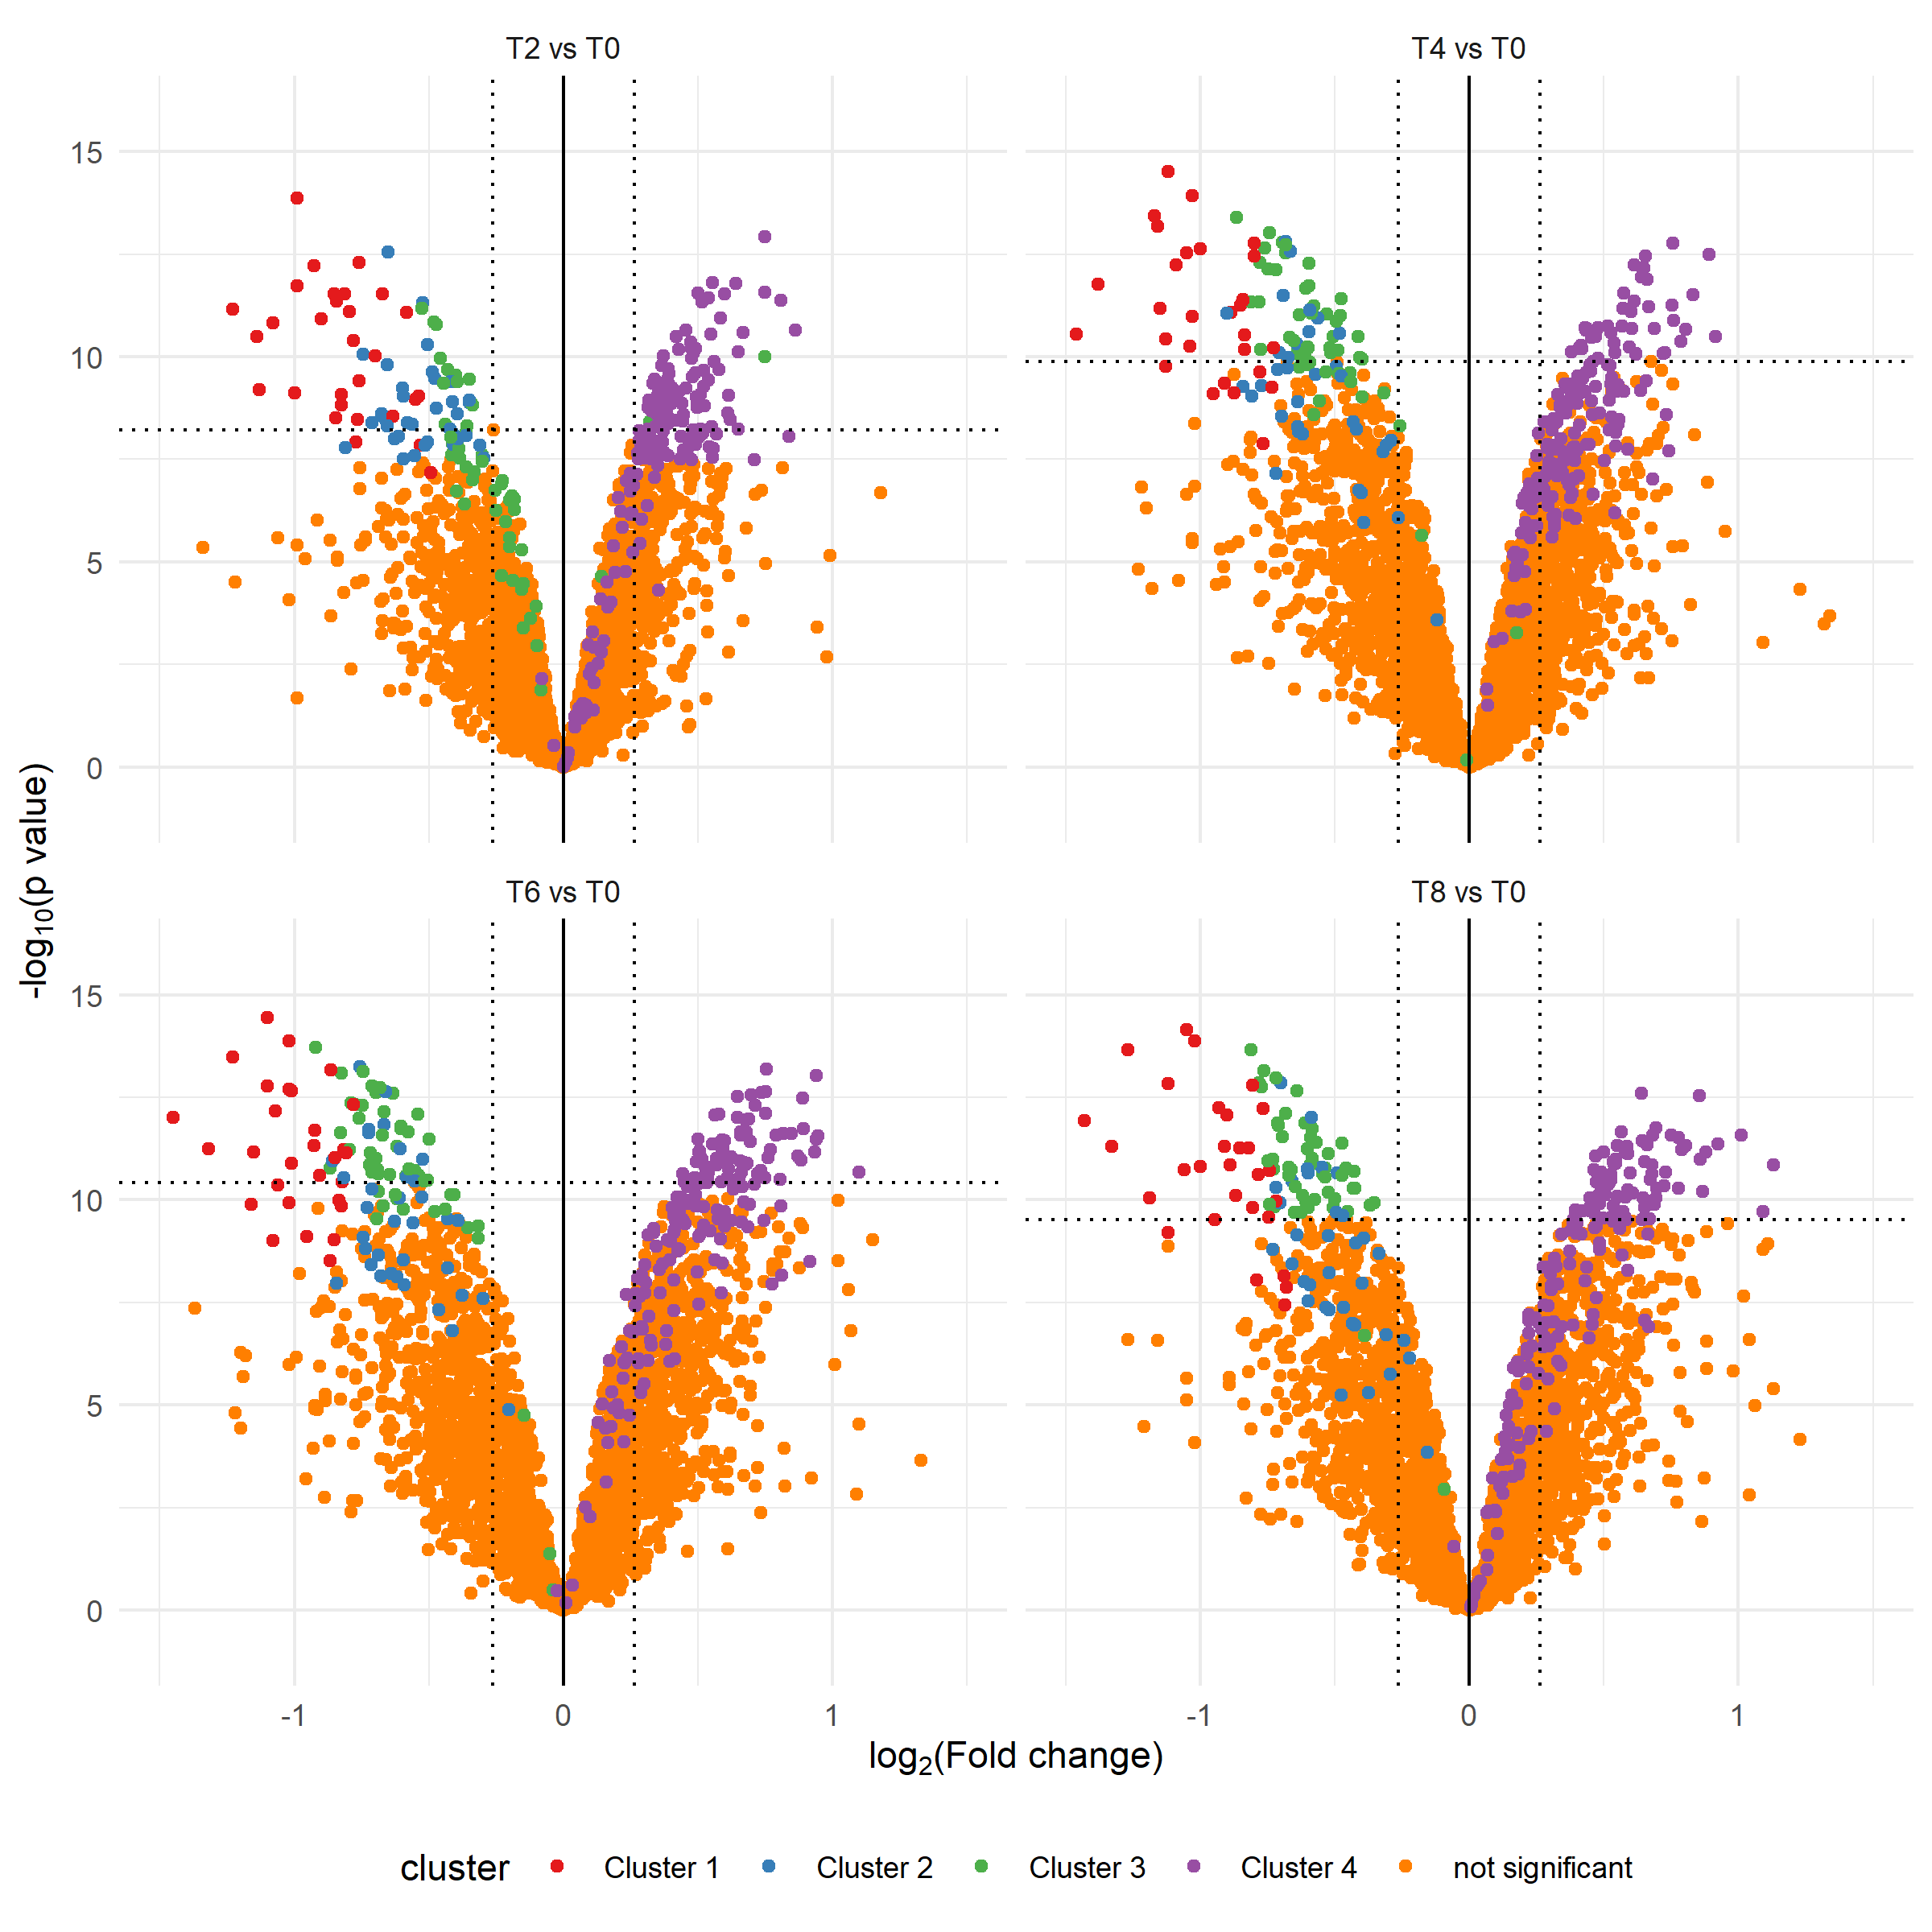 T2 vs T0
T4 vs T0
15
10
5
0
T6 vs T0
T8 vs T0
15
10
5
0
-log10(p value)
-1
0
1
-1
0
1
log2(Fold change)
cluster
Cluster 1
Cluster 2
Cluster 3
Cluster 4
not significant